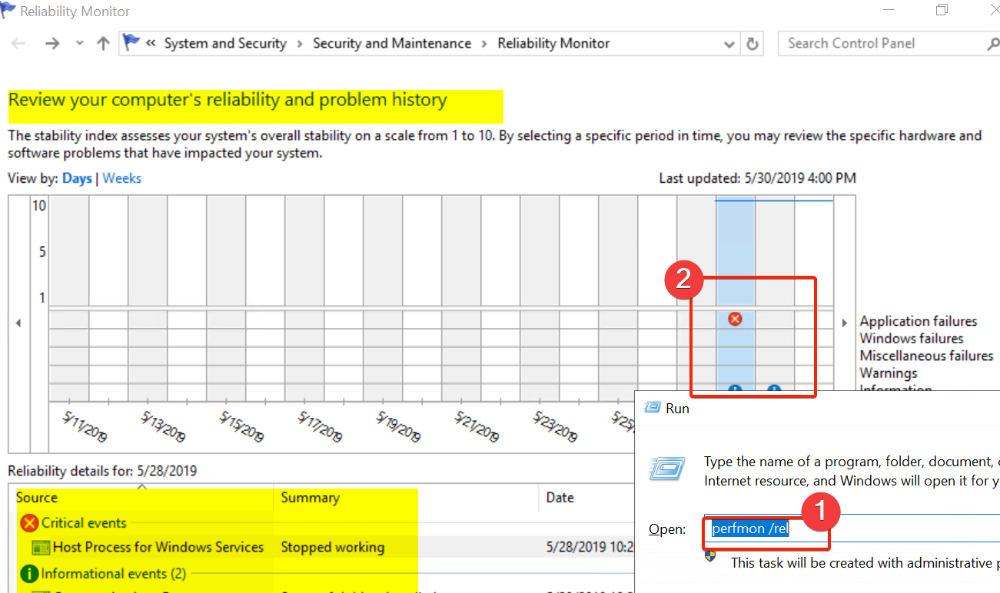 Reliability Monitor
« System and Security › Security and Maintenance › Reliability Monitor
Search Control Panel
Review your computer's reliability and problem history
The stability index assesses your system's overall stability on a scale from 1 to 10. By selecting a specific period in time, you may review the specific hardware and
software problems that have impacted your system.
View by: Days | Weeks
Last updated: 5/30/2019 4:00 PM
10
5
1
2
Application failures
Windows failures
Miscellaneous failures
Warnings
Information
5/11/2019
5/13/2019
5/15/2019
5/17/2019
5/19/2019
5/21/2019
5/23/2019
5/25/
Reliability details for: 5/28/2019
Source Summary Date
Critical events
Host Process for Windows Services Stopped working 5/28/2019 10:2
Informational events (2)
Run
Type the name of a program, folder, document,
Internet resource, and Windows will open it for
1
Open: perfmon /rel
This task will be created with administrative